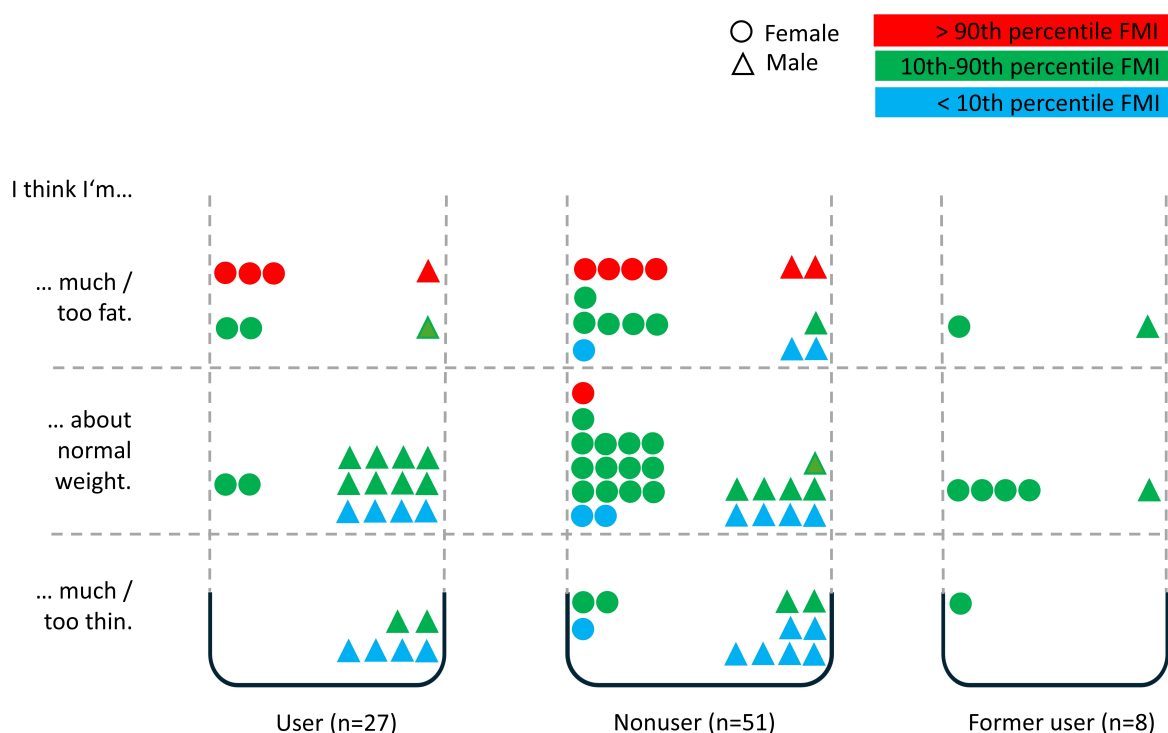 Female
Male
> 90th percentile FMI
10th-90th percentile FMI
< 10th percentile FMI
I think I‘m…
… much /
too fat.
… about
normal
weight.
… much /
too thin.
User (n=27)
Nonuser (n=51)
Former user (n=8)